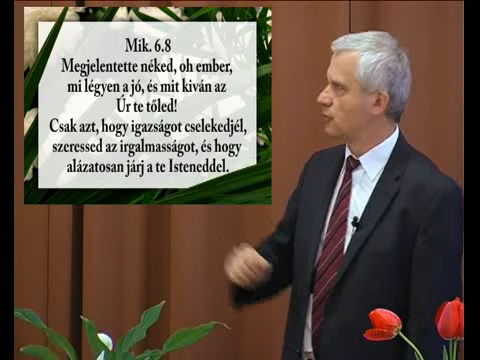 Mik. 6.8
Megjelentette néked, oh ember,
mi légyen a jó, és mit kiván az
Úr te tőled!
Csak azt, hogy igazságot cselekedjél,
szeressed az irgalmasságot, és hogy
alázatosan járj a te Isteneddel.